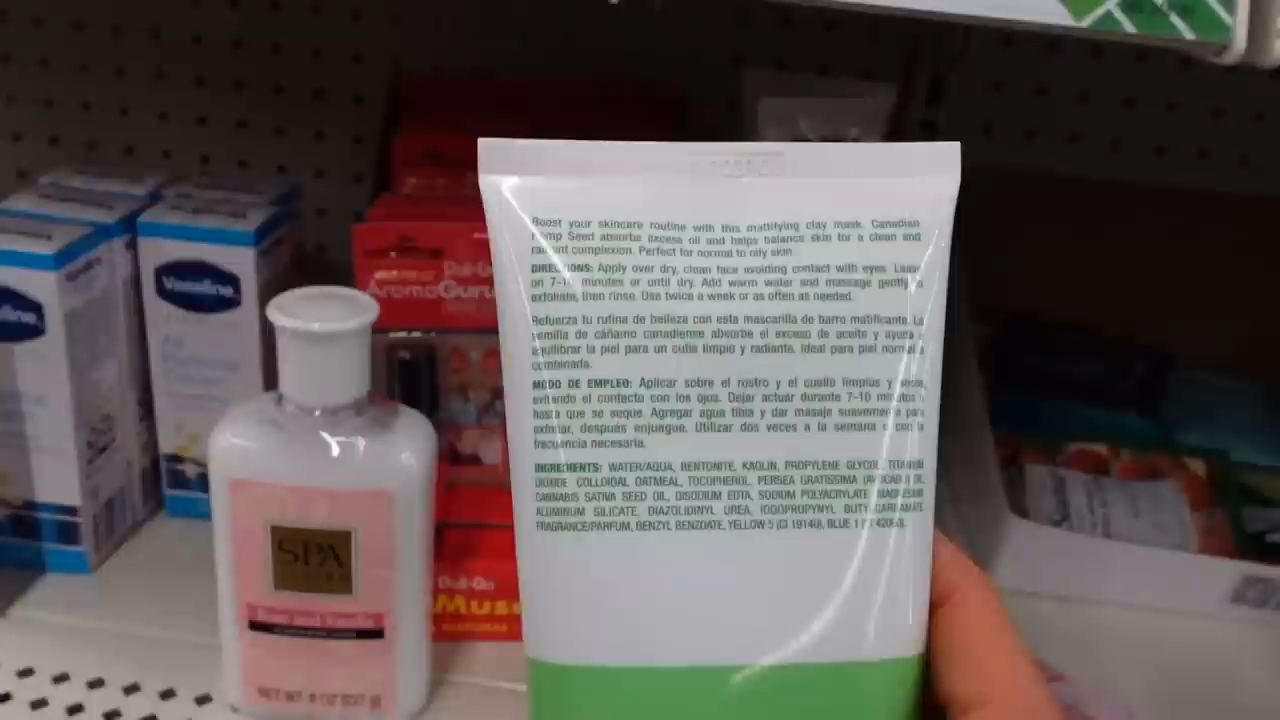 Boost your skincare routine with this mattifying clay mask. Canadian
Hemp Seed absorbs excess oil and helps balance skin for a clean and
radiant complexion. Perfect for normal to oily skin.
DIRECTIONS: Apply over dry, clean face avoiding contact with eyes. Leave
on 7-10 minutes or until dry. Add warm water and massage gently to
exfoliate, then rinse. Use twice a week or as often as needed.
Refuerza tu rutina de belleza con esta mascarilla de barro matificante. La
semilla de cáñamo canadiense absorbe el exceso de aceite y ayuda a
equilibrar la piel para un cutis limpio y radiante. Ideal para piel normal a
combinada.
MODO DE EMPLEO: Aplicar sobre el rostro y el cuello limpios y secos,
evitando el contacto con los ojos. Dejar actuar durante 7-10 minutos o
hasta que se seque. Agregar agua tibia y dar masaje suavemente para
exfoliar, después enjuague. Utilizar dos veces a la semana o con la
frecuencia necesaria.
INGREDIENTS: WATER/AQUA, BENTONITE, KAOLIN, PROPYLENE GLYCOL, TITANIUM
DIOXIDE COLLOIDAL OATMEAL, TOCOPHEROL, PERSEA GRATISSIMA (AVOCADO) OIL
CANNABIS SATIVA SEED OIL, DISODIUM EDTA, SODIUM POLYACRYLATE, MAGNESIUM
ALUMINUM SILICATE, DIAZOLIDINYL UREA, IODOPROPYNYL BUTYLCARBAMATE
FRAGRANCE/PARFUM, BENZYL BENZOATE, YELLOW 5 (CI 19140), BLUE 1 (CI 42090).
Vaseline
Roll-On
AromaGuru
SPA
Rose and Vanilla
NET WT. 8 OZ (227 g)
Roll-On
Musc
NATURAL